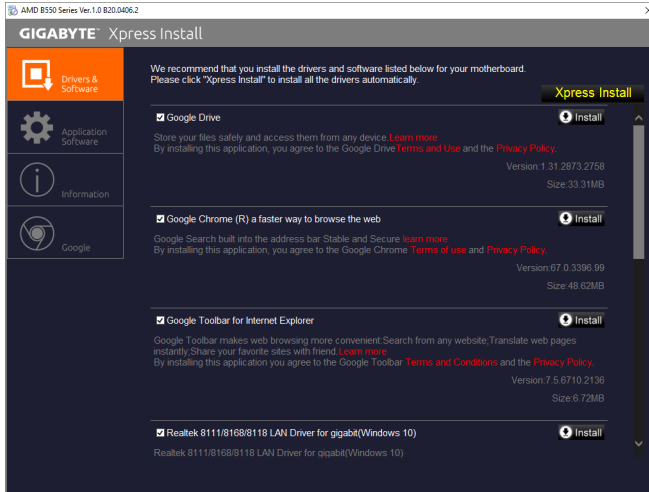 AMD B550 Series Ver.1.0 B20.0406.2
GIGABYTE™ Xpress Install
Drivers &
Software
Application
Software
Information
Google
We recommend that you install the drivers and software listed below for your motherboard.
Please click "Xpress Install" to install all the drivers automatically.
Xpress Install
Google Drive
Install
Store your files safely and access them from any device.Learn more
By installing this application, you agree to the Google DriveTerms and Use and the Privacy Policy.
Version:1.31.2873.2758
Size:33.31MB
Google Chrome (R) a faster way to browse the web
Install
Google Search built into the address bar Stable and Secure learn more
By installing this application, you agree to the Google Chrome Terms of use and Privacy Policy.
Version:67.0.3396.99
Size:48.62MB
Google Toolbar for Internet Explorer
Install
Google Toolbar makes web browsing more convenient.Search from any website;Translate web pages
instantly;Share your favorite sites with friend.Learn more
By installing this application you agree to the Google Toolbar Terms and Conditions and the Privacy Policy.
Version:7.5.6710.2136
Size:6.72MB
Realtek 8111/8168/8118 LAN Driver for gigabit(Windows 10)
Install
Realtek 8111/8168/8118 LAN Driver for gigabit(Windows 10)